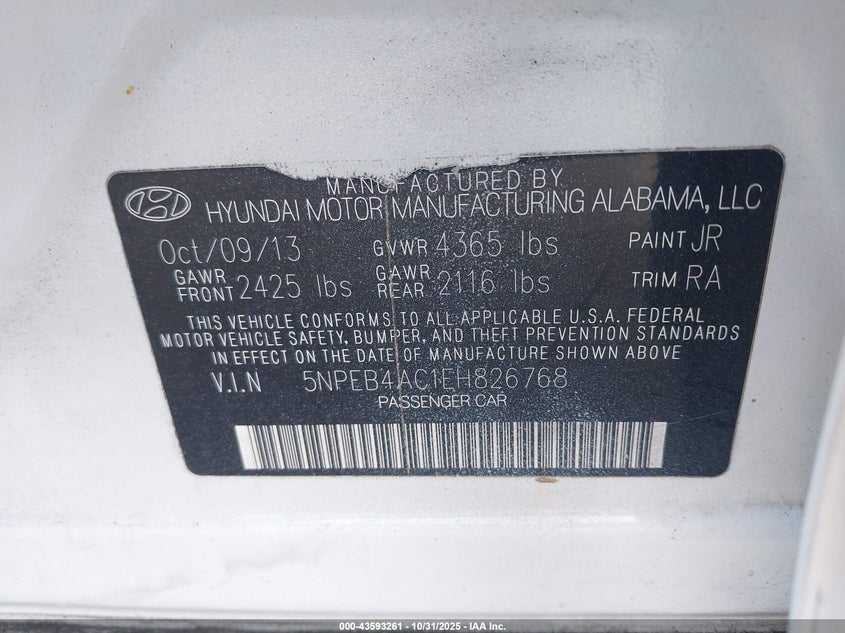 MANUFACTURED BY
HYUNDAI MOTOR MANUFACTURING ALABAMA, LLC
Oct/09/13 GVWR 4365 lbs PAINT JR
GAWR FRONT 2425 lbs GAWR REAR 2116 lbs TRIM RA
THIS VEHICLE CONFORMS TO ALL APPLICABLE U.S.A. FEDERAL
MOTOR VEHICLE SAFETY, BUMPER, AND THEFT PREVENTION STANDARDS
IN EFFECT ON THE DATE OF MANUFACTURE SHOWN ABOVE
V.I.N 5NPEB4AC1EH826768
PASSENGER CAR
000-43593261 - 10/31/2025 - IAA Inc.